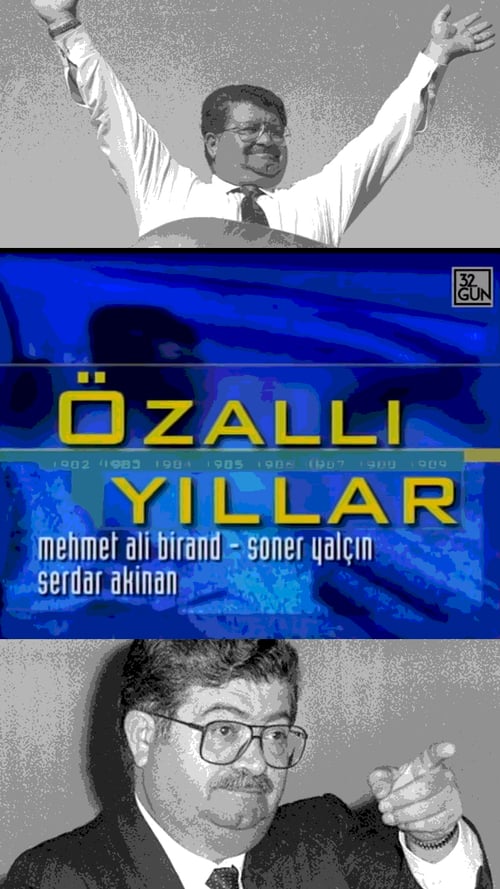 32.
GÜN
ÖZALLI
1982 1983 1984 1985 1986 1987 1988 1989
YILLAR
mehmet ali birand - soner yalçın
serdar akinan